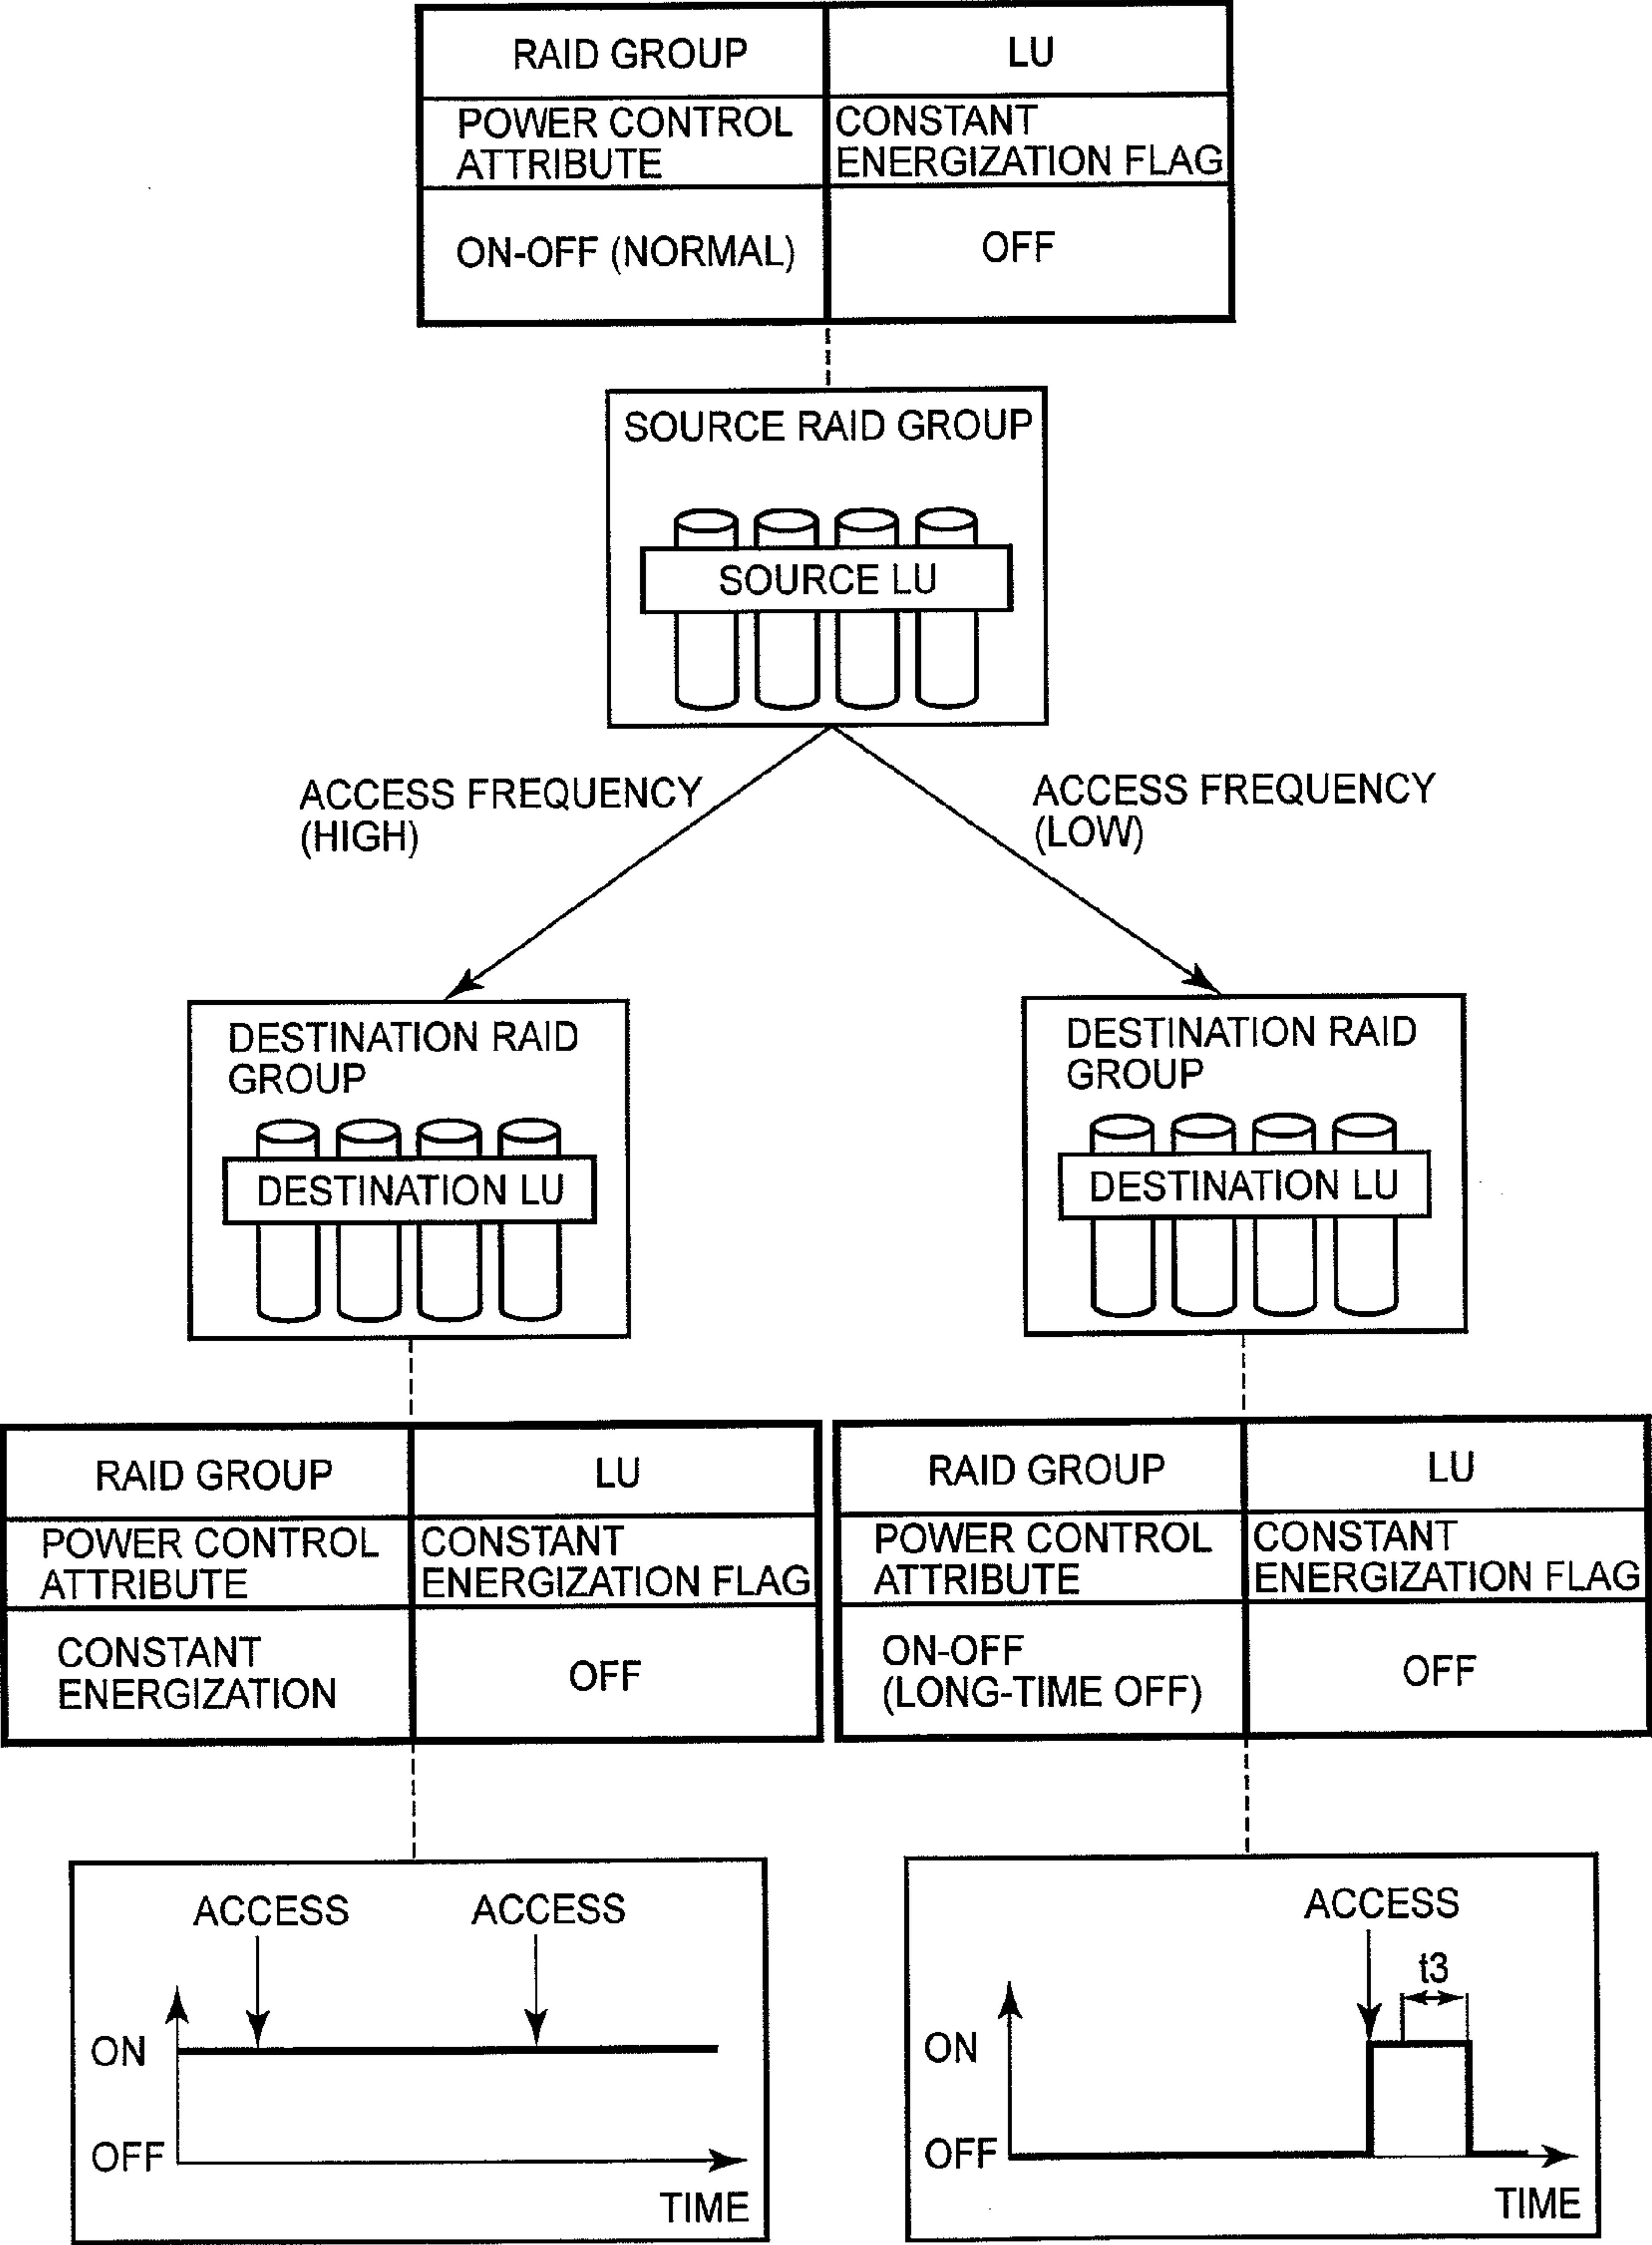 RAID GROUP
LU
POWER CONTROL
ATTRIBUTE
CONSTANT
ENERGIZATION FLAG
ON-OFF (NORMAL)
OFF
SOURCE RAID GROUP
SOURCE LU
ACCESS FREQUENCY
(HIGH)
ACCESS FREQUENCY
(LOW)
DESTINATION RAID
GROUP
DESTINATION LU
DESTINATION RAID
GROUP
DESTINATION LU
RAID GROUP
LU
POWER CONTROL
ATTRIBUTE
CONSTANT
ENERGIZATION FLAG
CONSTANT
ENERGIZATION
OFF
RAID GROUP
LU
POWER CONTROL
ATTRIBUTE
CONSTANT
ENERGIZATION FLAG
ON-OFF
(LONG-TIME OFF)
OFF
ACCESS
ACCESS
ON
OFF
TIME
ACCESS
t3
ON
OFF
TIME